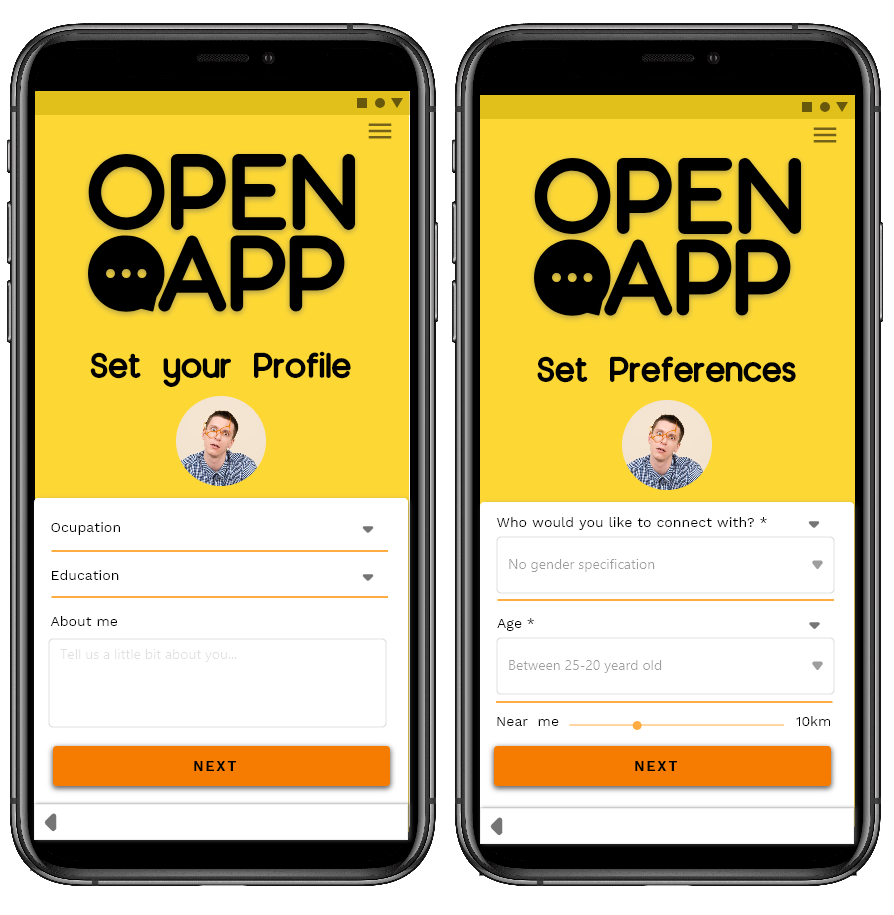 OPEN
APP
Set your Profile
Ocupation
Education
About me
Tell us a little bit about you...
NEXT
OPEN
APP
Set Preferences
Who would you like to connect with? *
No gender specification
Age *
Between 25-20 yeard old
Near me 10km
NEXT